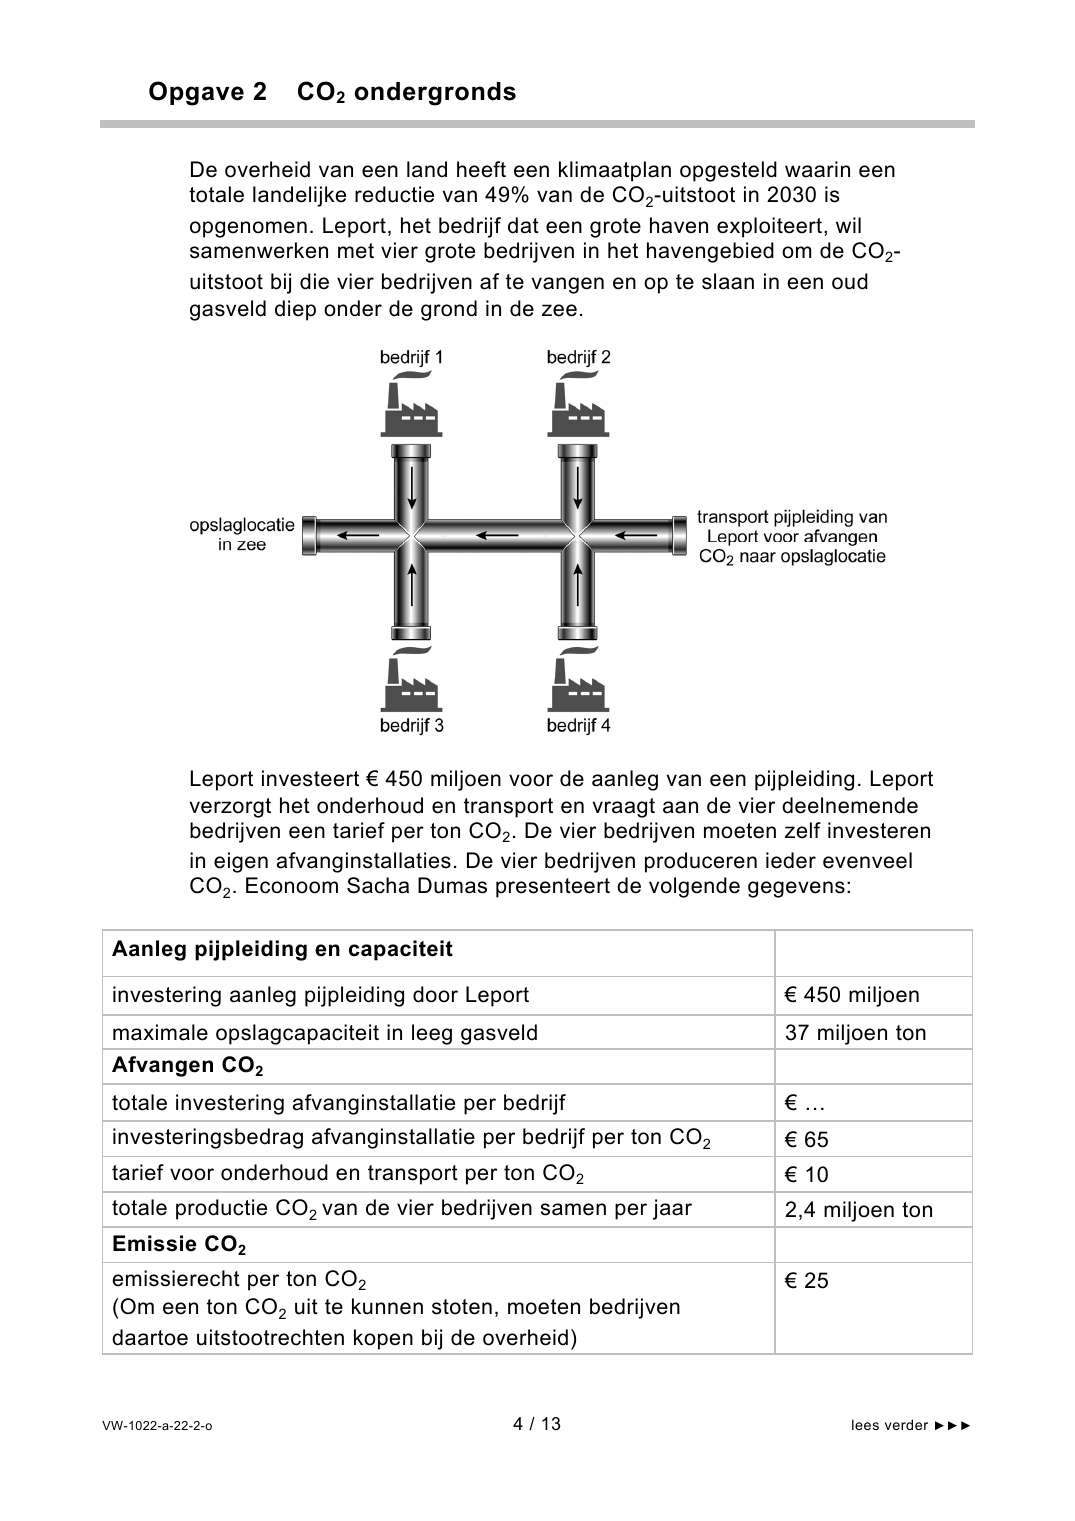 Opgave 2 CO2 ondergronds
De overheid van een land heeft een klimaatplan opgesteld waarin een
totale landelijke reductie van 49% van de CO2-uitstoot in 2030 is
opgenomen. Leport, het bedrijf dat een grote haven exploiteert, wil
samenwerken met vier grote bedrijven in het havengebied om de CO2-
uitstoot bij die vier bedrijven af te vangen en op te slaan in een oud
gasveld diep onder de grond in de zee.
bedrijf 1 bedrijf 2
opslaglocatie
in zee
transport pijpleiding van
Leport voor afvangen
CO2 naar opslaglocatie
bedrijf 3 bedrijf 4
Leport investeert € 450 miljoen voor de aanleg van een pijpleiding. Leport
verzorgt het onderhoud en transport en vraagt aan de vier deelnemende
bedrijven een tarief per ton CO2. De vier bedrijven moeten zelf investeren
in eigen afvanginstallaties. De vier bedrijven produceren ieder evenveel
CO2. Econoom Sacha Dumas presenteert de volgende gegevens:
Aanleg pijpleiding en capaciteit
investering aanleg pijpleiding door Leport € 450 miljoen
maximale opslagcapaciteit in leeg gasveld 37 miljoen ton
Afvangen CO2
totale investering afvanginstallatie per bedrijf € …
investeringsbedrag afvanginstallatie per bedrijf per ton CO2 € 65
tarief voor onderhoud en transport per ton CO2 € 10
totale productie CO2 van de vier bedrijven samen per jaar 2,4 miljoen ton
Emissie CO2
emissierecht per ton CO2 € 25
(Om een ton CO2 uit te kunnen stoten, moeten bedrijven
daartoe uitstootrechten kopen bij de overheid)
VW-1022-a-22-2-o 4 / 13 lees verder ►►►